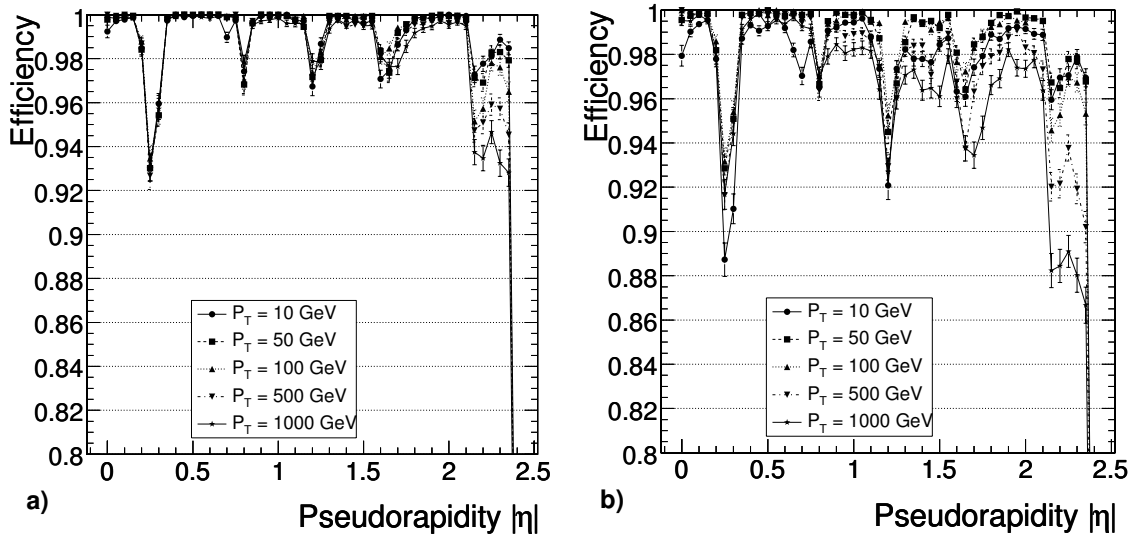 Efficiency
1
0.98
0.96
0.94
0.92
0.9
0.88
0.86
0.84
0.82
0.8
P_T = 10 GeV
P_T = 50 GeV
P_T = 100 GeV
P_T = 500 GeV
P_T = 1000 GeV
0 0.5 1 1.5 2 2.5
a)
Pseudorapidity |η|
Efficiency
1
0.98
0.96
0.94
0.92
0.9
0.88
0.86
0.84
0.82
0.8
P_T = 10 GeV
P_T = 50 GeV
P_T = 100 GeV
P_T = 500 GeV
P_T = 1000 GeV
0 0.5 1 1.5 2 2.5
b)
Pseudorapidity |η|